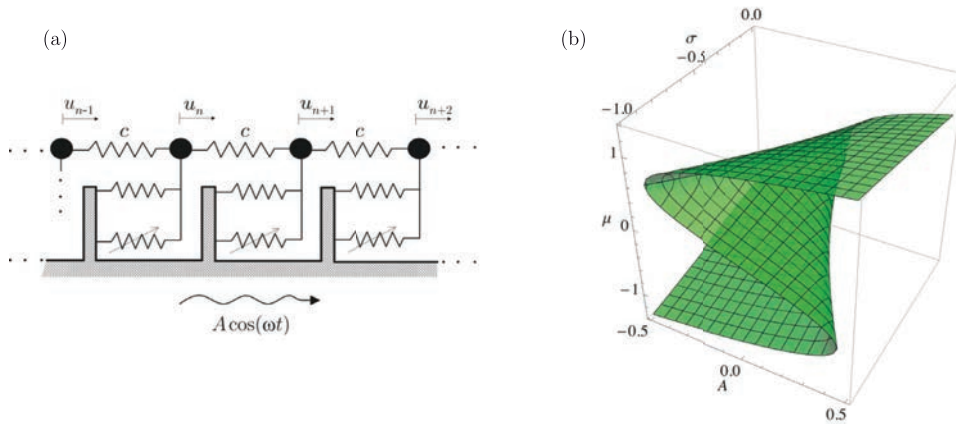 (a)
u_{n-1} u_n u_{n+1} u_{n+2}
c c c
A cos(ωt)
(b)
0.0
σ
-0.5
-1.0
1
μ 0
-1
-0.5
0.0
A
0.5